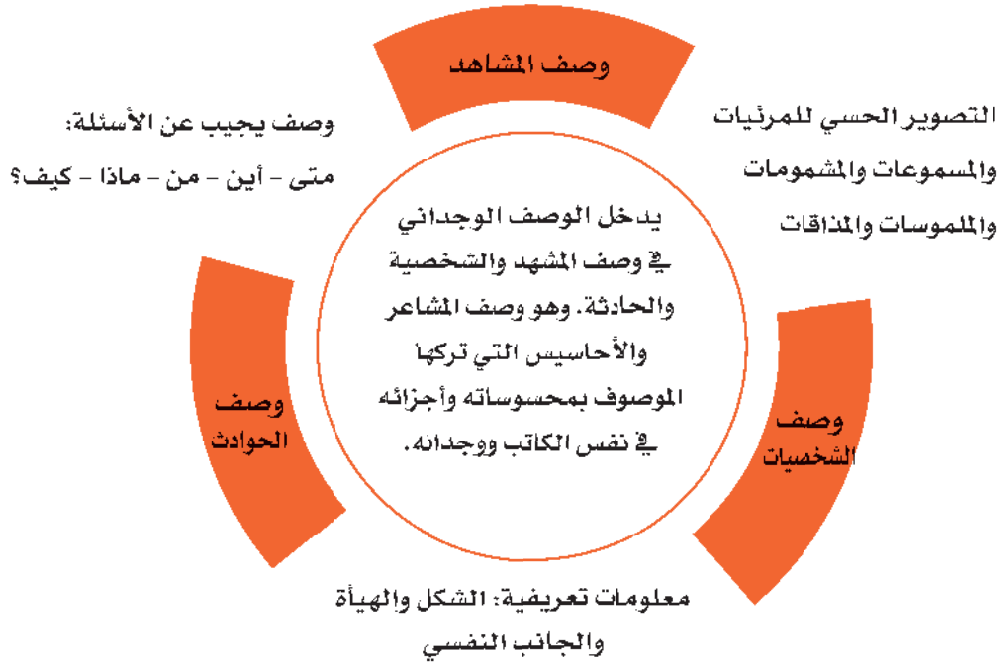 وصف المشاهد
التصوير الحسي للمرئيات
والمسموعات والمشمومات
والملموسات والمذاقات
وصف يجيب عن الأسئلة:
متى - أين - من - ماذا - كيف؟
يدخل الوصف الوجداني
في وصف المشهد والشخصية
والحادثة. وهو وصف المشاعر
والأحاسيس التي تركها
الموصوف بمحسوساته وأجزائه
في نفس الكاتب ووجدانه.
وصف
الشخصيات
وصف
الحوادث
معلومات تعريفية: الشكل والهيأة
والجانب النفسي